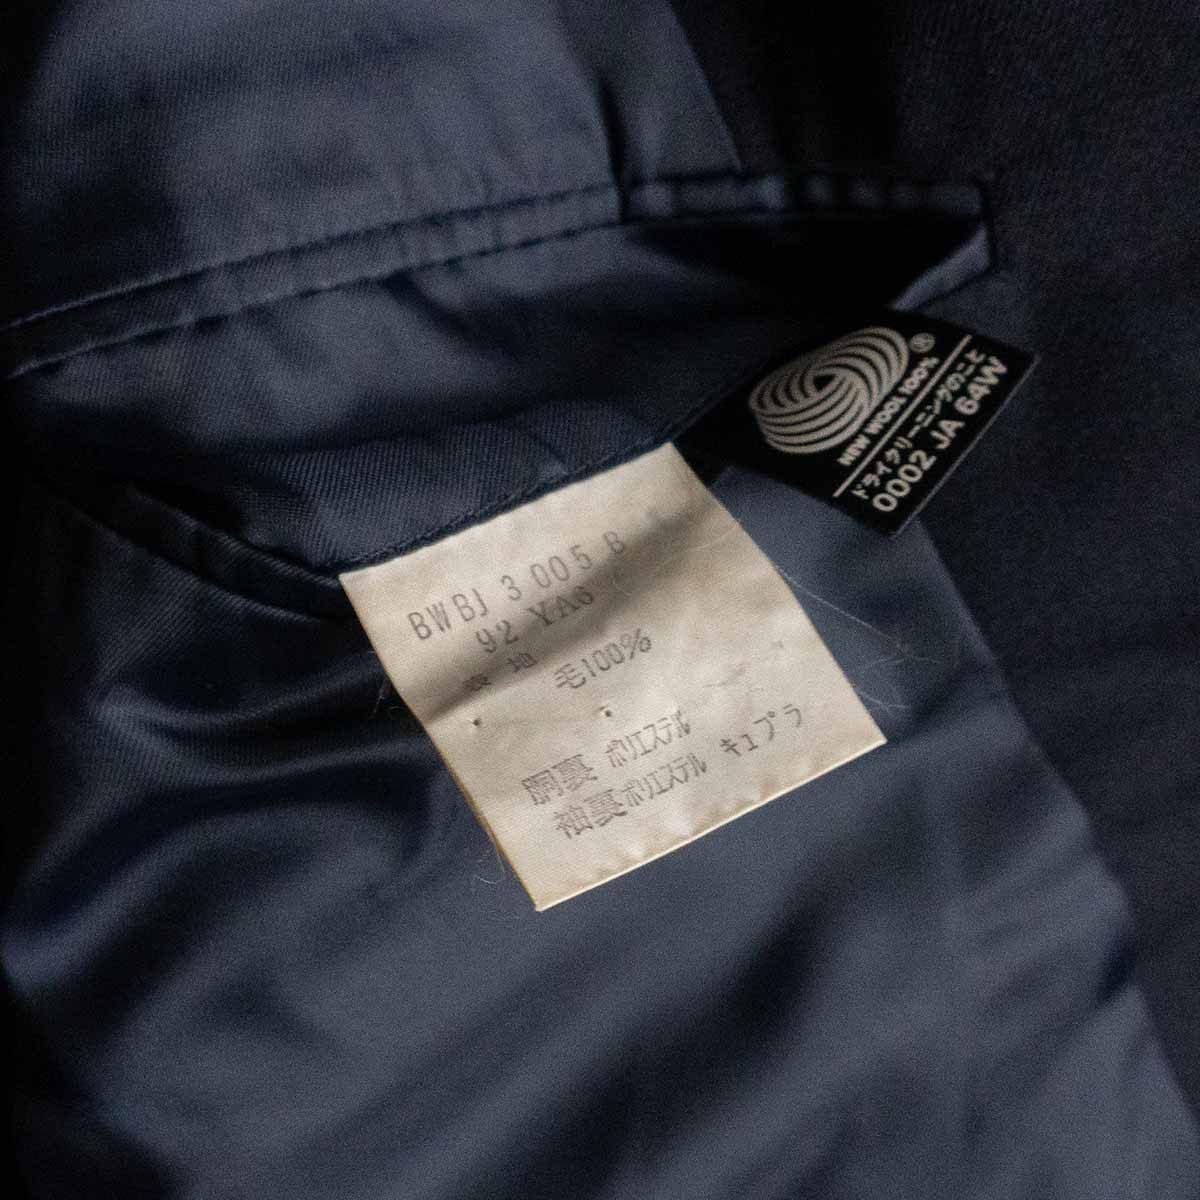 BWBJ 3 005 B
92 YA6
表 地 毛100%
胴裏 ポリエステル
袖裏 ポリエステル キュプラ
®
NEW WOOL 100%
ドライクリーニングのこと
0002 JA 64W